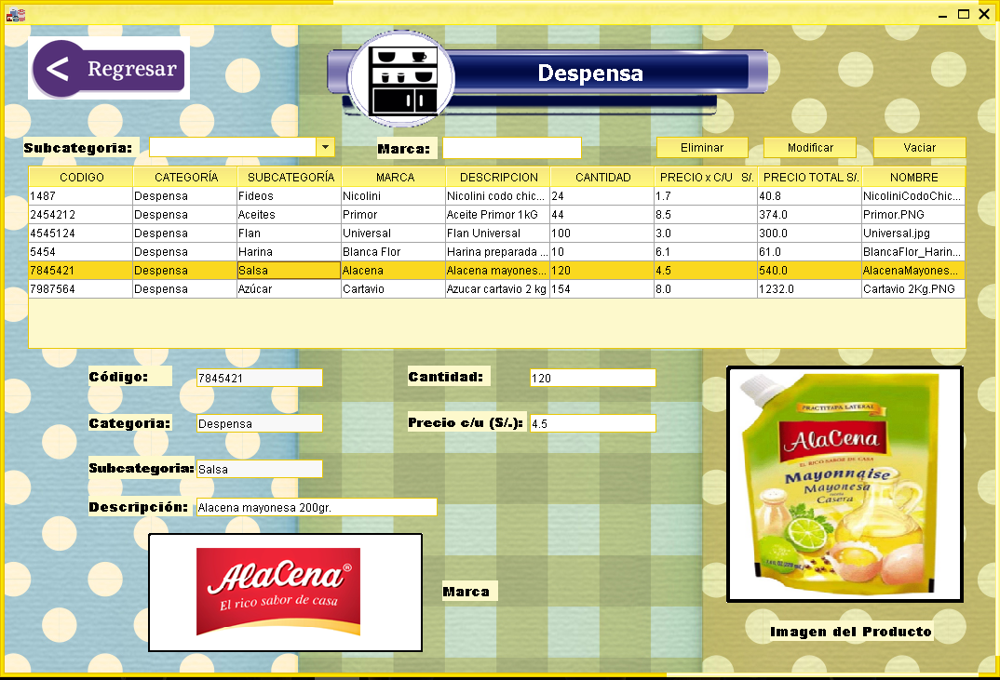 < Regresar
Despensa
Subcategoria:
Marca:
Eliminar
Modificar
Vaciar
CODIGO CATEGORÍA SUBCATEGORÍA MARCA DESCRIPCION CANTIDAD PRECIO x C/U S/. PRECIO TOTAL S/. NOMBRE
1487 Despensa Fideos Nicolini Nicolini codo chic... 24 1.7 40.8 NicoliniCodoChic...
2454212 Despensa Aceites Primor Aceite Primor 1kG 44 8.5 374.0 Primor.PNG
4545124 Despensa Flan Universal Flan Universal 100 3.0 300.0 Universal.jpg
5454 Despensa Harina Blanca Flor Harina preparada ... 10 6.1 61.0 BlancaFlor_Harin...
7845421 Despensa Salsa Alacena Alacena mayones... 120 4.5 540.0 AlacenaMayones...
7987564 Despensa Azúcar Cartavio Azucar cartavio 2 kg 154 8.0 1232.0 Cartavio 2Kg.PNG
Código: 7845421
Cantidad: 120
Categoria: Despensa
Precio c/u (S/.): 4.5
Subcategoria: Salsa
Descripción: Alacena mayonesa 200gr.
AlaCena®
El rico sabor de casa
Marca
PRACTITAPA LATERAL
AlaCena
EL RICO SABOR DE CASA
Mayonnaise
Mayonesa
Casera
Imagen del Producto